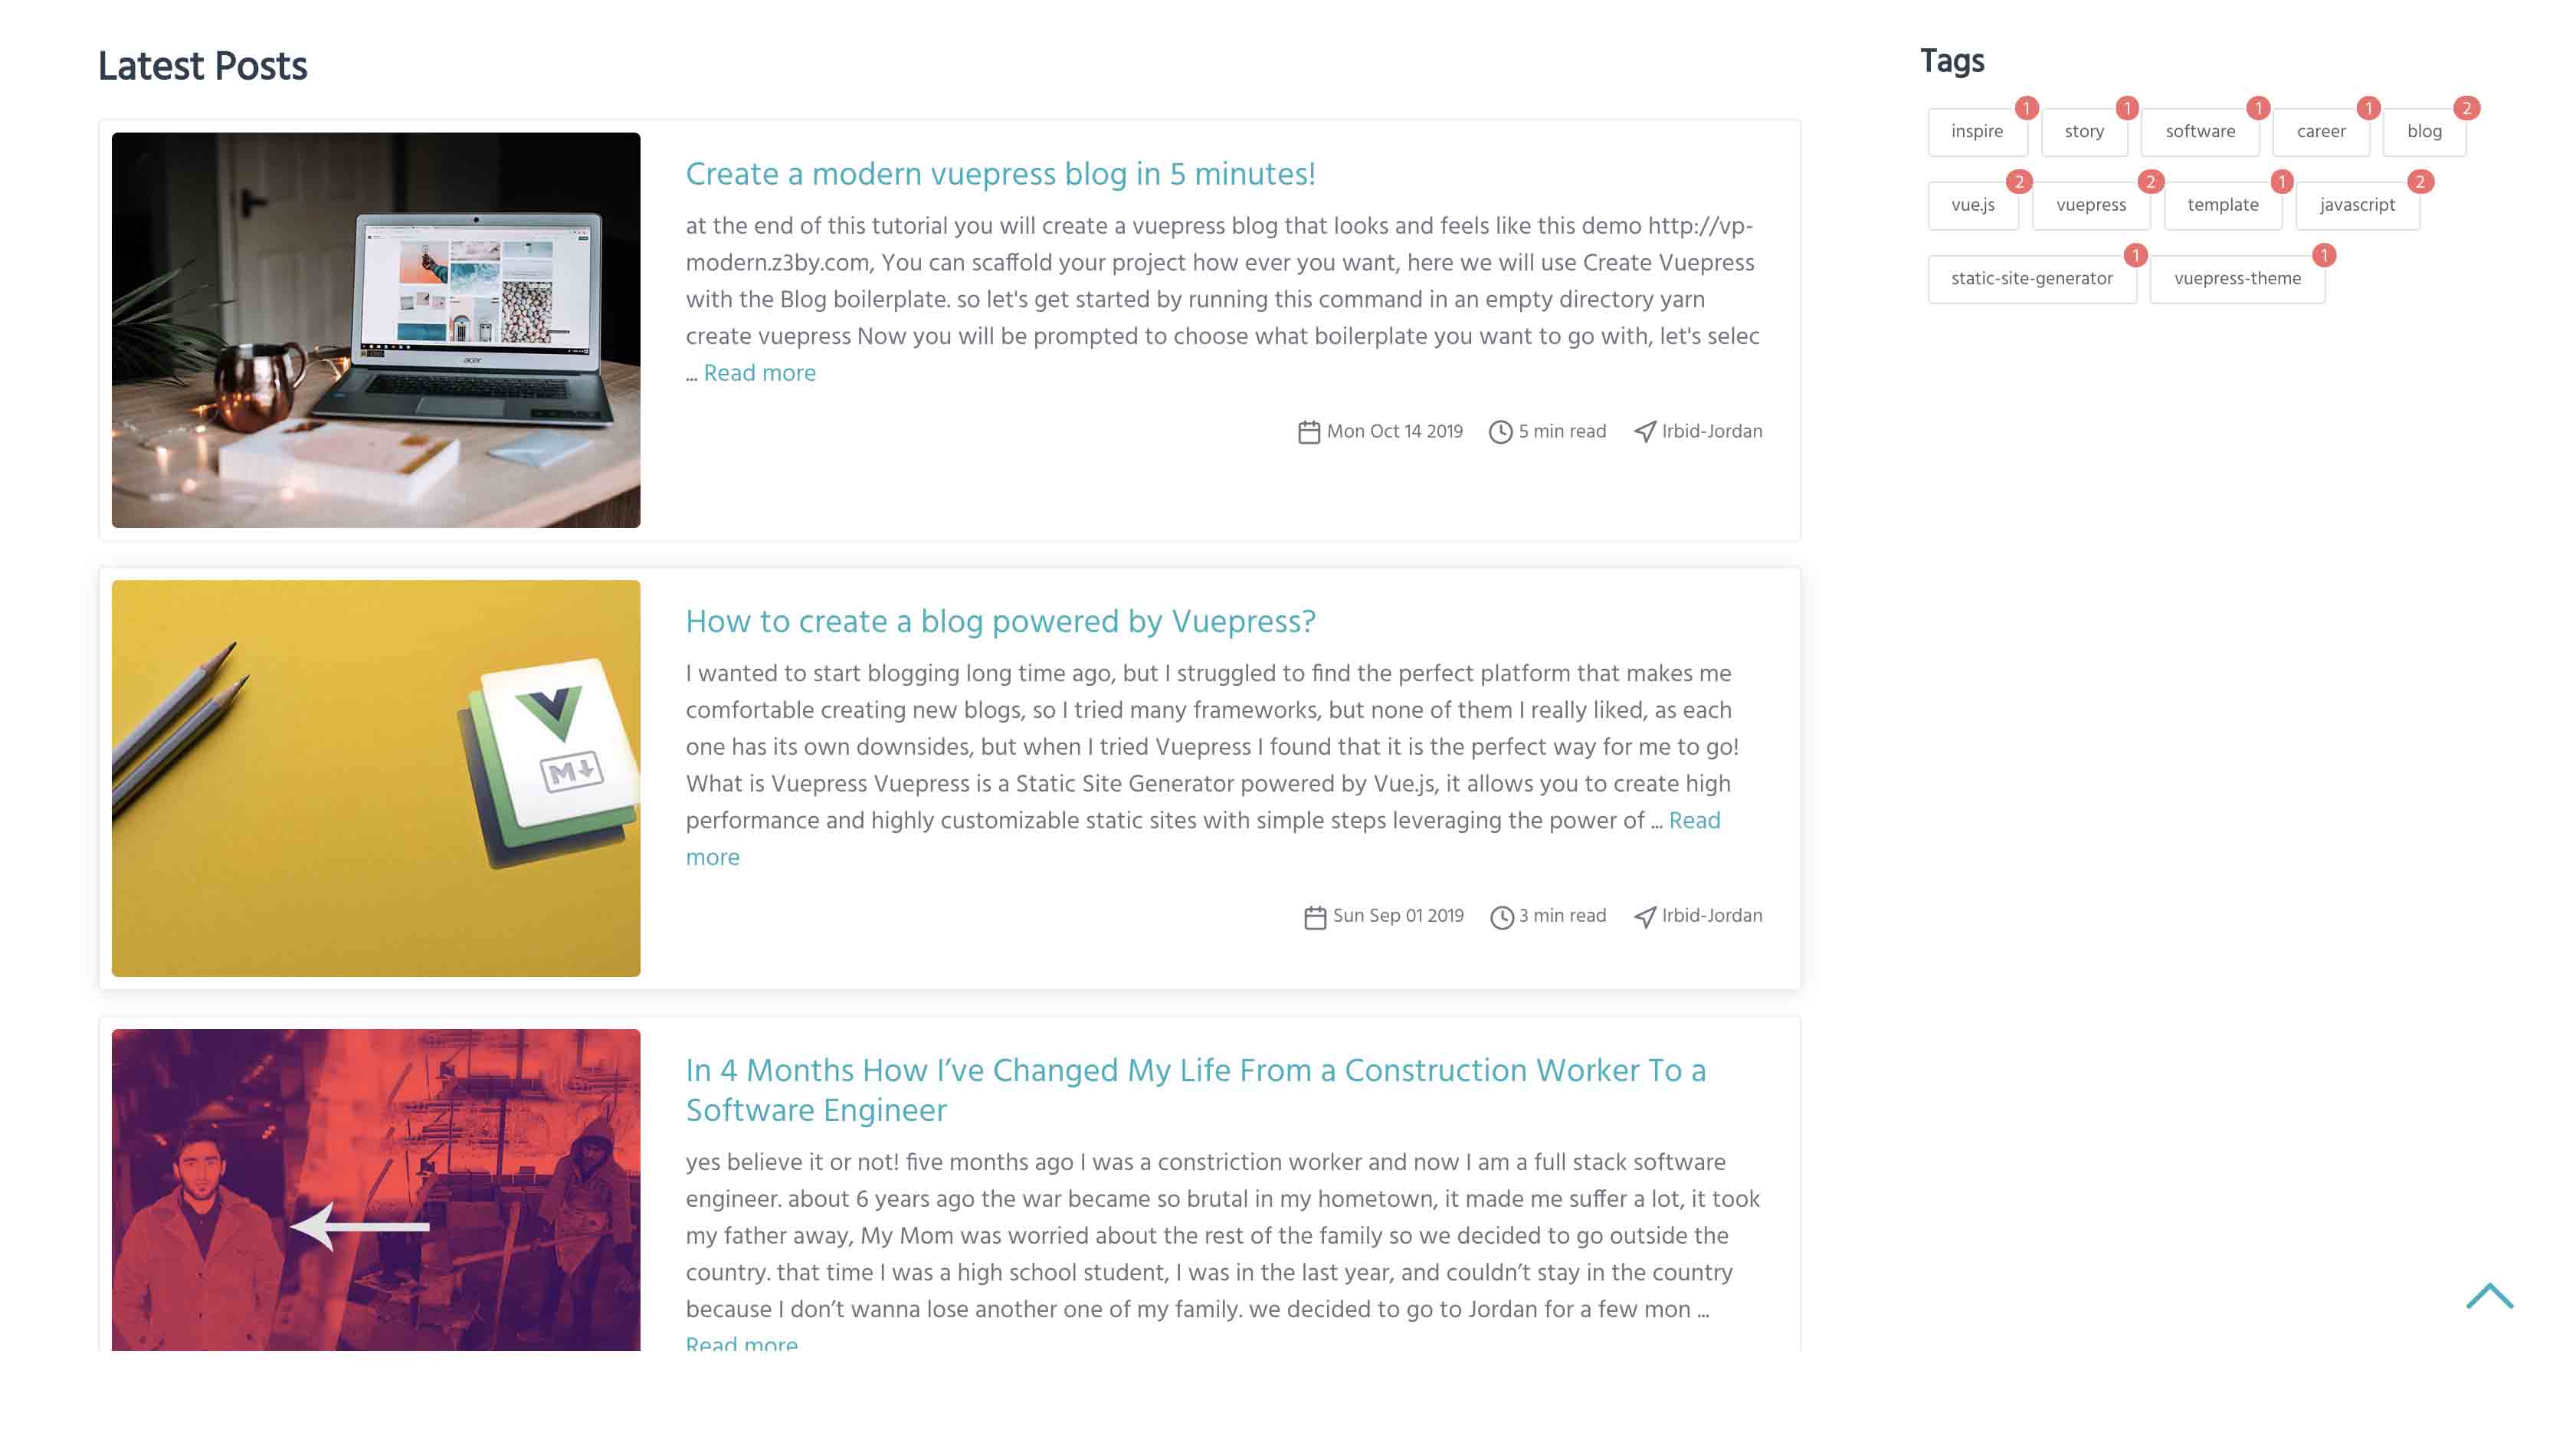 Latest Posts
Create a modern vuepress blog in 5 minutes!
at the end of this tutorial you will create a vuepress blog that looks and feels like this demo http://vp-
modern.z3by.com, You can scaffold your project how ever you want, here we will use Create Vuepress
with the Blog boilerplate. so let's get started by running this command in an empty directory yarn
create vuepress Now you will be prompted to choose what boilerplate you want to go with, let's selec
... Read more
Mon Oct 14 2019 5 min read Irbid-Jordan
acer
How to create a blog powered by Vuepress?
I wanted to start blogging long time ago, but I struggled to find the perfect platform that makes me
comfortable creating new blogs, so I tried many frameworks, but none of them I really liked, as each
one has its own downsides, but when I tried Vuepress I found that it is the perfect way for me to go!
What is Vuepress Vuepress is a Static Site Generator powered by Vue.js, it allows you to create high
performance and highly customizable static sites with simple steps leveraging the power of ... Read
more
Sun Sep 01 2019 3 min read Irbid-Jordan
M
In 4 Months How I’ve Changed My Life From a Construction Worker To a
Software Engineer
yes believe it or not! five months ago I was a constriction worker and now I am a full stack software
engineer. about 6 years ago the war became so brutal in my hometown, it made me suffer a lot, it took
my father away, My Mom was worried about the rest of the family so we decided to go outside the
country. that time I was a high school student, I was in the last year, and couldn’t stay in the country
because I don’t wanna lose another one of my family. we decided to go to Jordan for a few mon ...
Read more
Tags
inspire 1 story 1 software 1 career 1 blog 2
vue.js 2 vuepress 2 template 1 javascript 2
static-site-generator 1 vuepress-theme 1